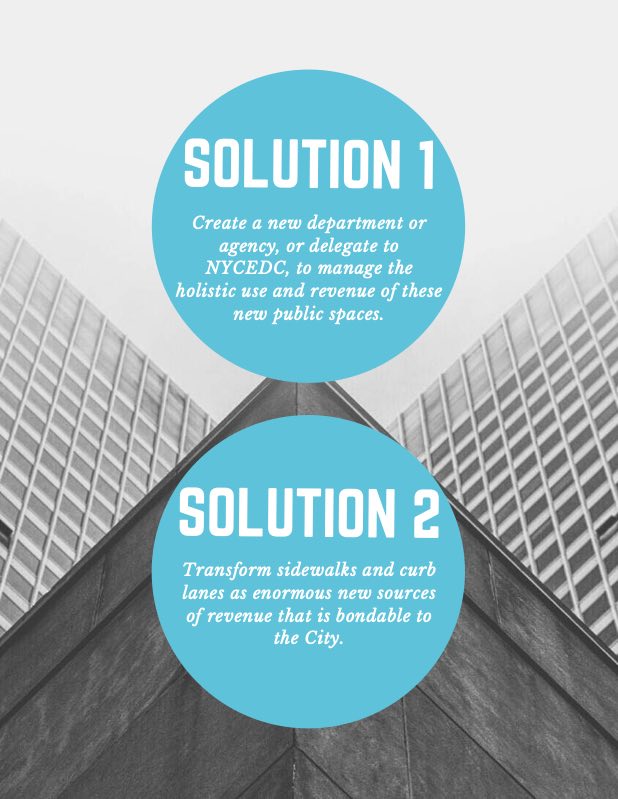 SOLUTION 1
Create a new department or
agency, or delegate to
NYCEDC, to manage the
holistic use and revenue of these
new public spaces.
SOLUTION 2
Transform sidewalks and curb
lanes as enormous new sources
of revenue that is bondable to
the City.